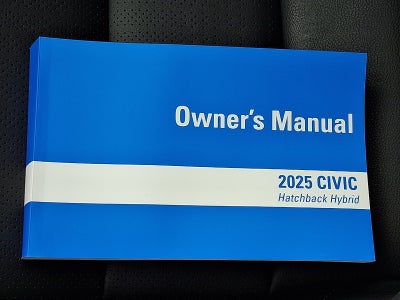 Owner's Manual
2025 CIVIC
Hatchback Hybrid